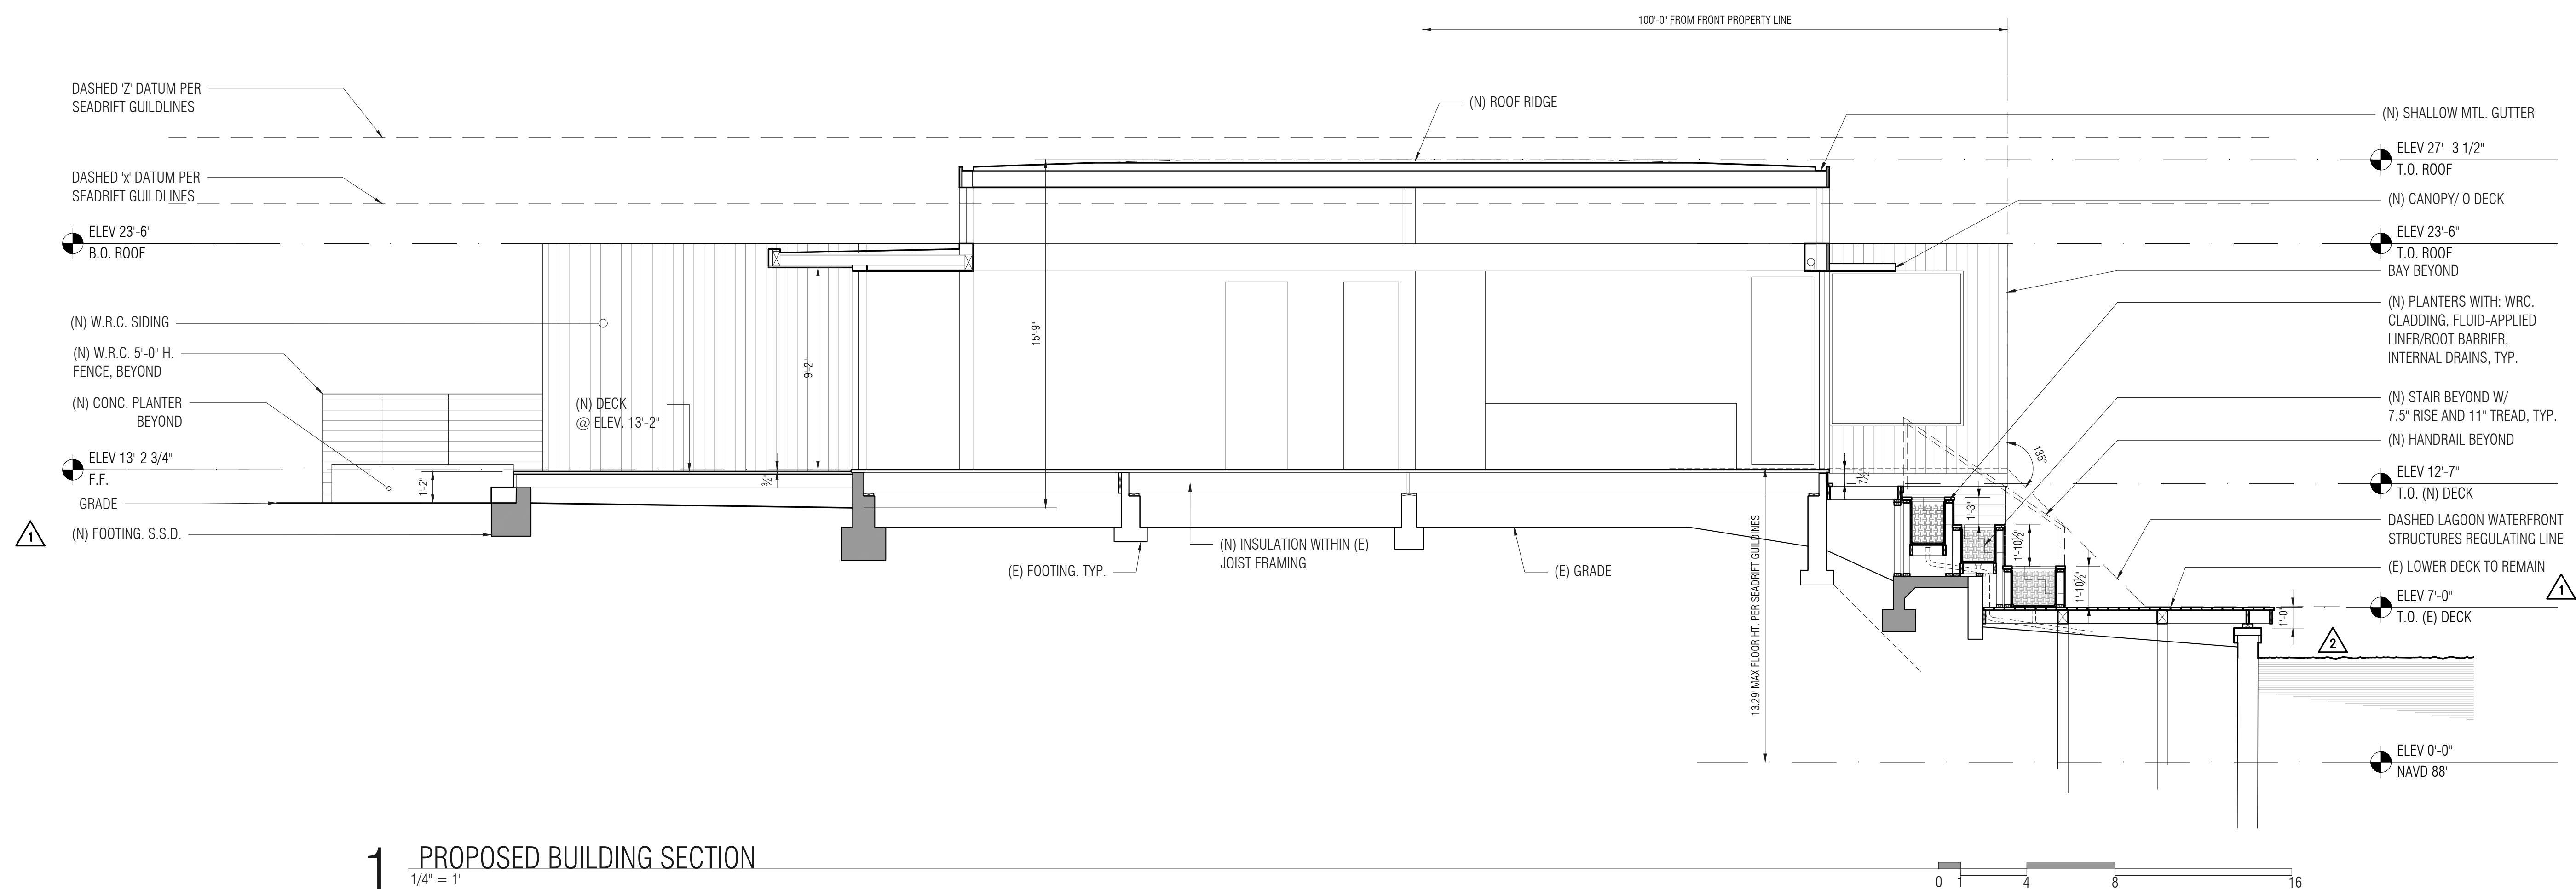 100'-0" FROM FRONT PROPERTY LINE
DASHED 'Z' DATUM PER
SEADRIFT GUILDLINES
DASHED 'x' DATUM PER
SEADRIFT GUILDLINES
ELEV 23'-6"
B.O. ROOF
(N) W.R.C. SIDING
(N) W.R.C. 5'-0" H.
FENCE, BEYOND
(N) CONC. PLANTER
BEYOND
ELEV 13'-2 3/4"
F.F.
GRADE
1
(N) FOOTING. S.S.D.
(N) DECK
@ ELEV. 13'-2"
1'-2"
3/4"
9'-2"
15'-9"
(N) ROOF RIDGE
(E) FOOTING. TYP.
(N) INSULATION WITHIN (E)
JOIST FRAMING
(E) GRADE
13.29' MAX FLOOR HT. PER SEADRIFT GUILDLINES
7½"
1'-3"
1'-10½"
1'-10½"
135°
1'-0"
(N) SHALLOW MTL. GUTTER
ELEV 27'- 3 1/2"
T.O. ROOF
(N) CANOPY/ O DECK
ELEV 23'-6"
T.O. ROOF
BAY BEYOND
(N) PLANTERS WITH: WRC.
CLADDING, FLUID-APPLIED
LINER/ROOT BARRIER,
INTERNAL DRAINS, TYP.
(N) STAIR BEYOND W/
7.5" RISE AND 11" TREAD, TYP.
(N) HANDRAIL BEYOND
ELEV 12'-7"
T.O. (N) DECK
DASHED LAGOON WATERFRONT
STRUCTURES REGULATING LINE
(E) LOWER DECK TO REMAIN
1
ELEV 7'-0"
T.O. (E) DECK
2
ELEV 0'-0"
NAVD 88'
1
PROPOSED BUILDING SECTION
1/4" = 1'
0 1 4 8 16